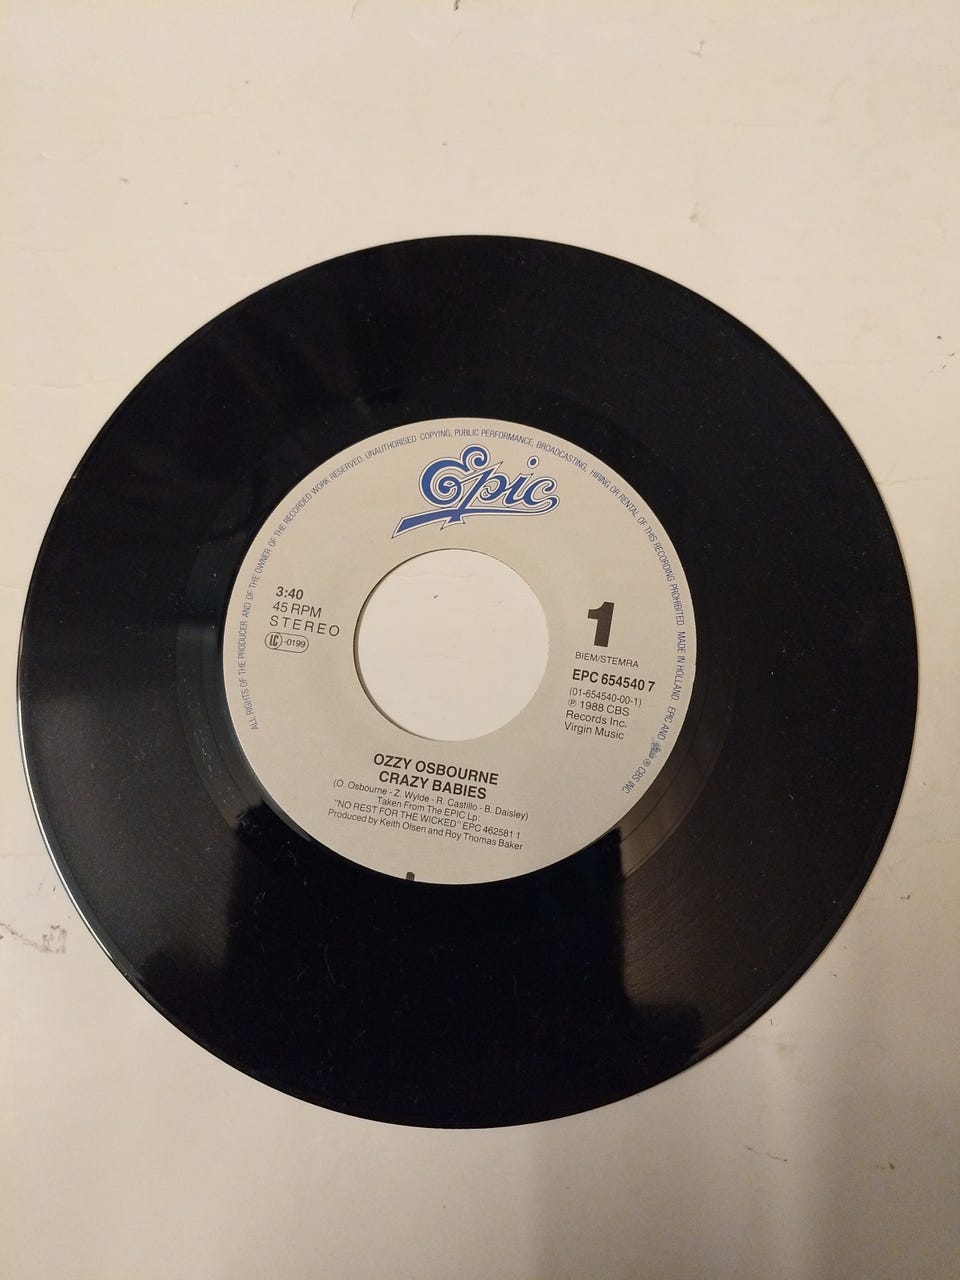 ALL RIGHTS OF THE PRODUCER AND OF THE OWNER OF THE RECORDED WORK RESERVED. UNAUTHORISED COPYING, PUBLIC PERFORMANCE, BROADCASTING, HIRING OR RENTAL OF THIS RECORDING PROHIBITED. MADE IN HOLLAND. EPIC AND Epic ® CBS INC.
Epic
3:40
45 RPM
STEREO
LC -0199
1
BIEM/STEMRA
EPC 654540 7
(01-654540-00-1)
℗ 1988 CBS
Records Inc.
Virgin Music
OZZY OSBOURNE
CRAZY BABIES
(O. Osbourne - Z. Wylde - R. Castillo - B. Daisley)
Taken From The EPIC Lp:
"NO REST FOR THE WICKED" EPC 462581 1
Produced by Keith Olsen and Roy Thomas Baker